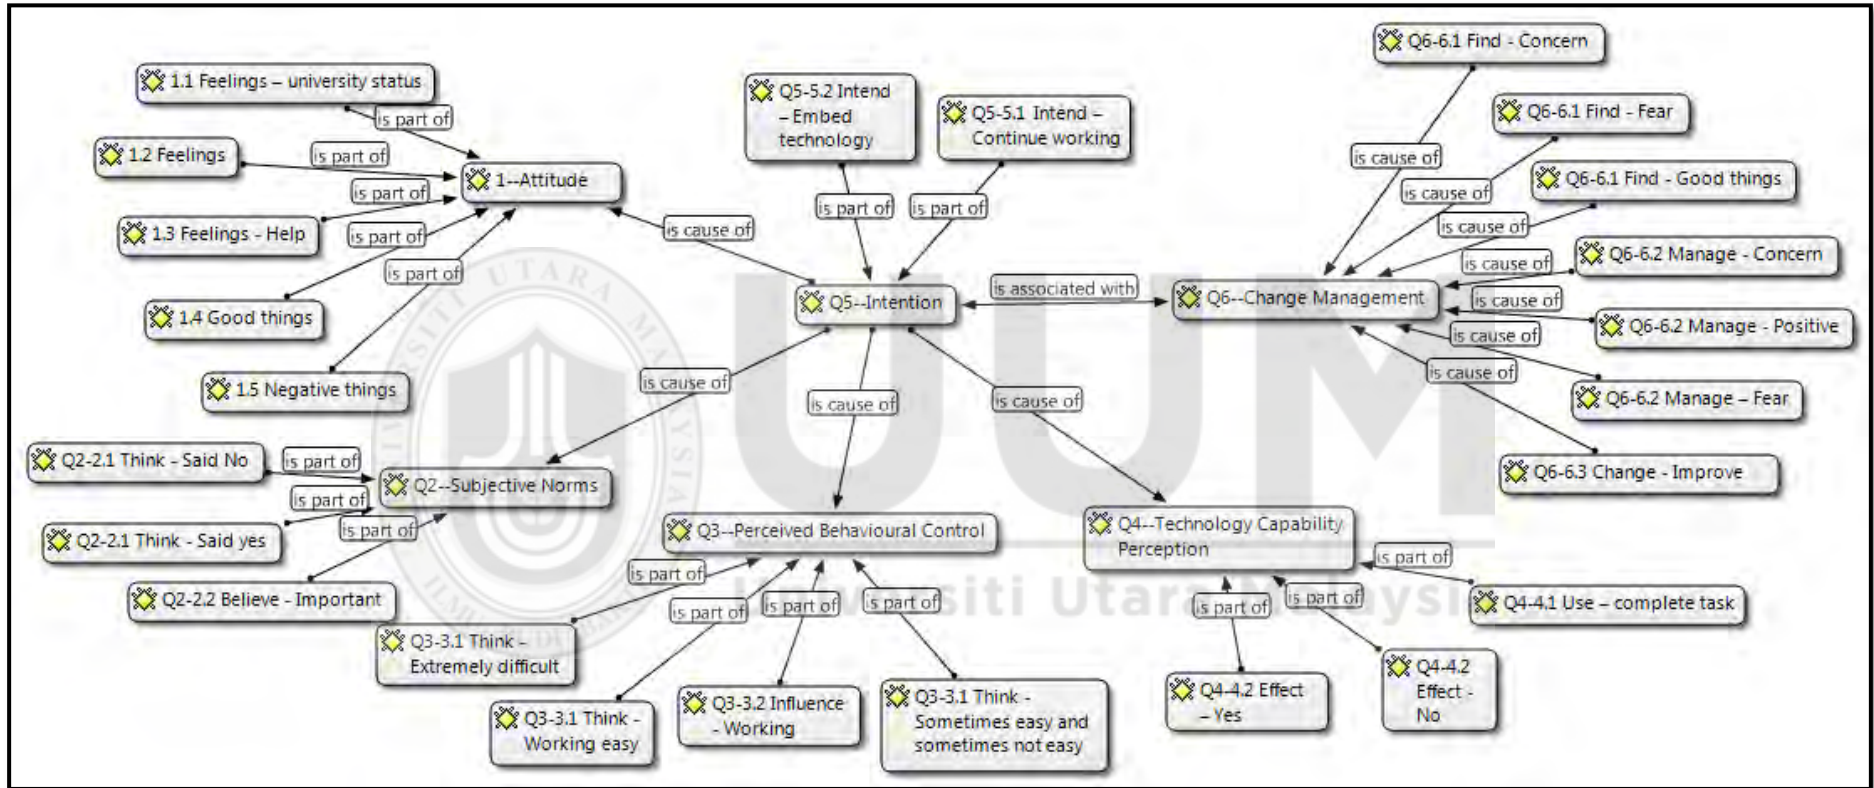 Q6-6.1 Find - Concern
1.1 Feelings – university status
Q5-5.2 Intend
– Embed
technology
Q5-5.1 Intend –
Continue working
Q6-6.1 Find - Fear
is part of
1.2 Feelings
is part of
is cause of
1--Attitude
Q6-6.1 Find - Good things
is part of
is cause of
is part of
is part of
1.3 Feelings - Help
is part of
is cause of
is cause of
Q6-6.2 Manage - Concern
is part of
is cause of
is associated with
Q5--Intention
Q6--Change Management
is cause of
1.4 Good things
Q6-6.2 Manage - Positive
is cause of
is cause of
1.5 Negative things
is cause of
is cause of
is cause of
Q6-6.2 Manage – Fear
Q2-2.1 Think - Said No
is part of
Q2--Subjective Norms
Q6-6.3 Change - Improve
is part of
is part of
Q2-2.1 Think - Said yes
Q3--Perceived Behavioural Control
Q4--Technology Capability
Perception
is part of
is part of
Q2-2.2 Believe - Important
is part of
is part of
is part of
is part of
is part of
Q4-4.1 Use – complete task
Q3-3.1 Think -
Extremely difficult
Q3-3.1 Think -
Working easy
Q3-3.2 Influence
- Working
Q3-3.1 Think -
Sometimes easy and
sometimes not easy
Q4-4.2 Effect
– Yes
Q4-4.2
Effect -
No
UUM
Universiti Utara Malaysia
UNIVERSITI UTARA MALAYSIA